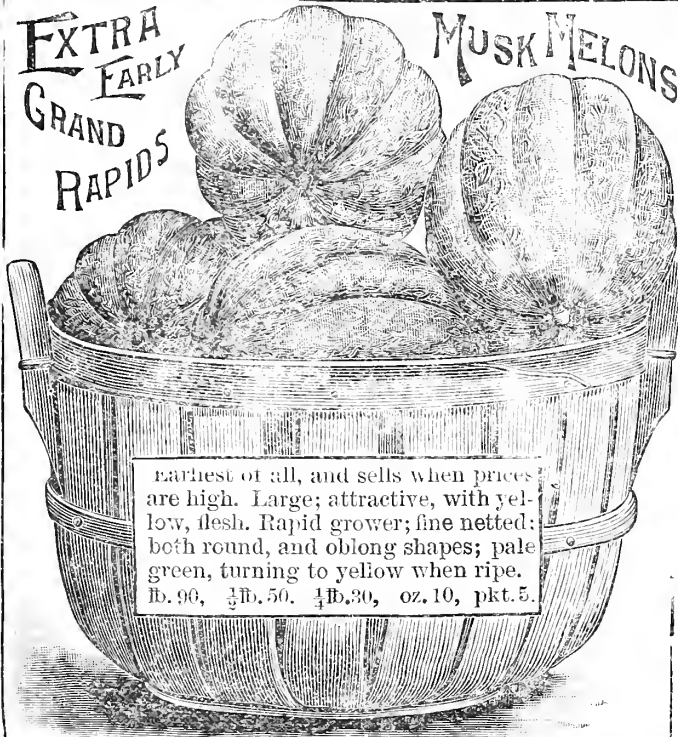 EXTRA
EARLY
GRAND
RAPIDS
MUSK MELONS
Earliest of all, and sells when prices
are high. Large; attractive, with yel-
low, flesh. Rapid grower; fine netted;
both round, and oblong shapes; pale
green, turning to yellow when ripe.
lb. 90, ½lb. 50. ¼lb. 30, oz. 10, pkt. 5.